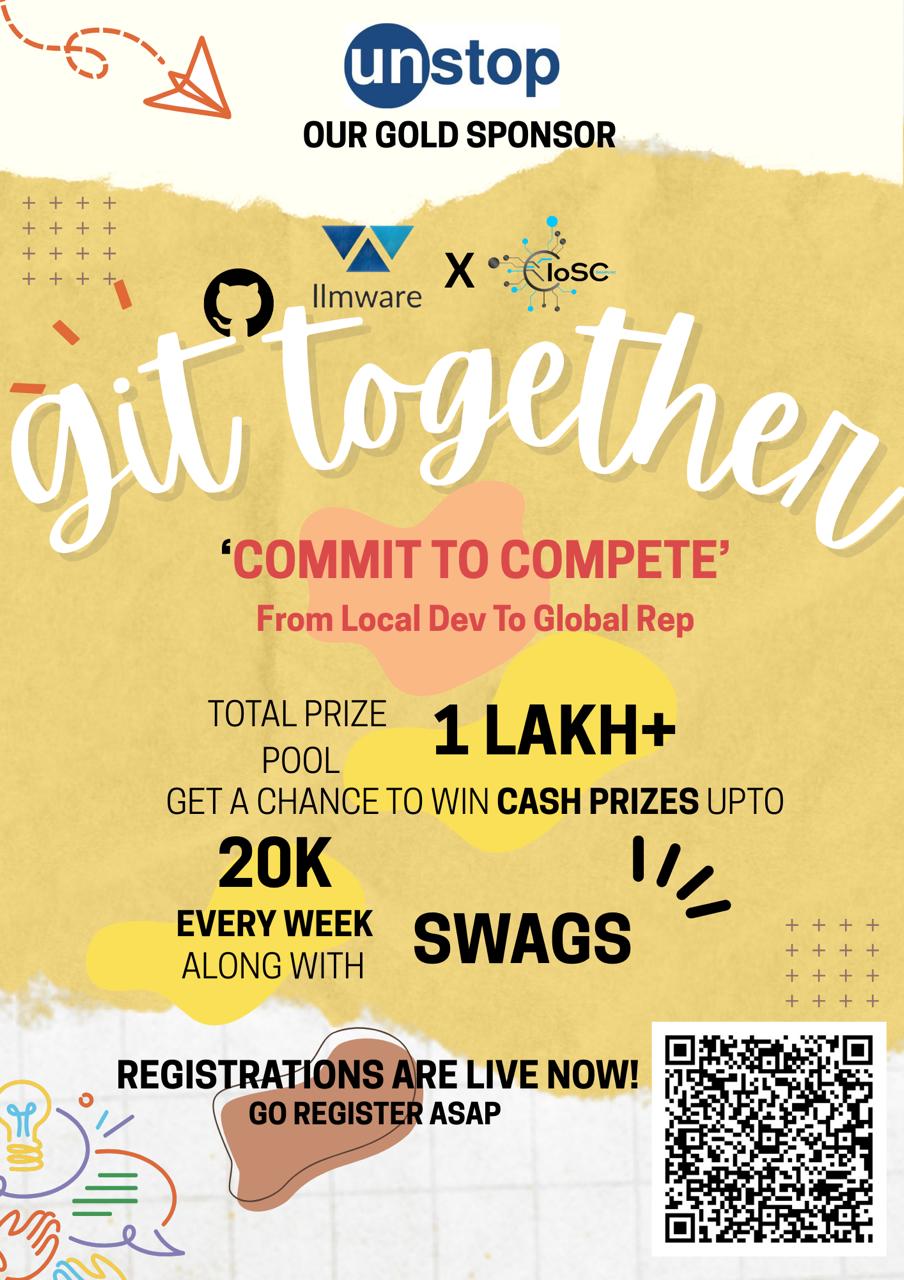 unstop
OUR GOLD SPONSOR
llmware X IoSC
git together
‘COMMIT TO COMPETE’
From Local Dev To Global Rep
TOTAL PRIZE
POOL
1 LAKH+
GET A CHANCE TO WIN CASH PRIZES UPTO
20K
EVERY WEEK
ALONG WITH
SWAGS
REGISTRATIONS ARE LIVE NOW!
GO REGISTER ASAP